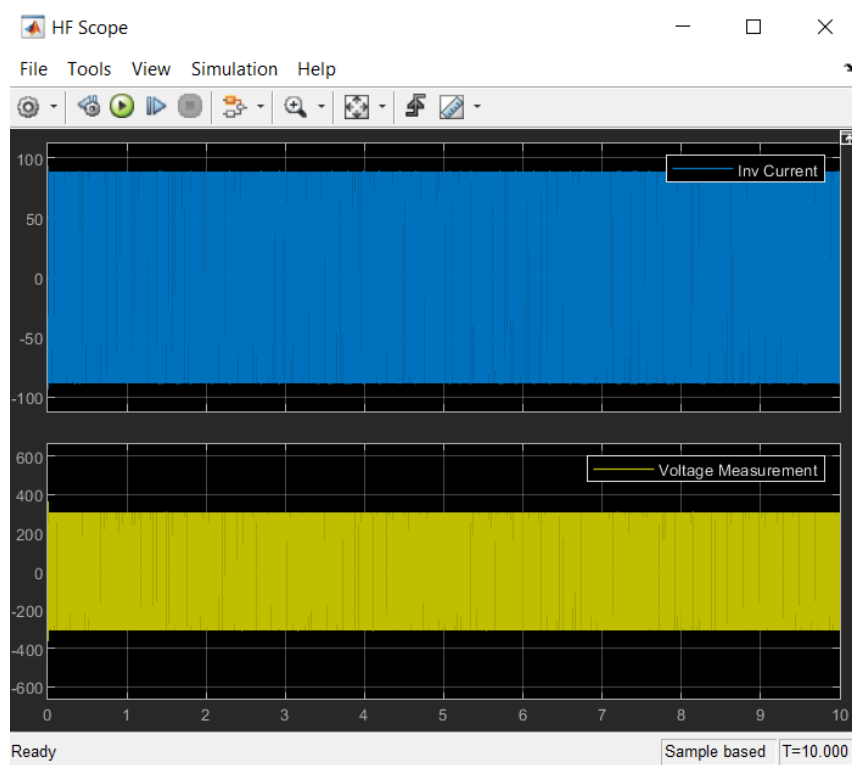 HF Scope
File Tools View Simulation Help
Inv Current
100
50
0
-50
-100
Voltage Measurement
600
400
200
0
-200
-400
-600
0 1 2 3 4 5 6 7 8 9 10
Ready Sample based T=10.000